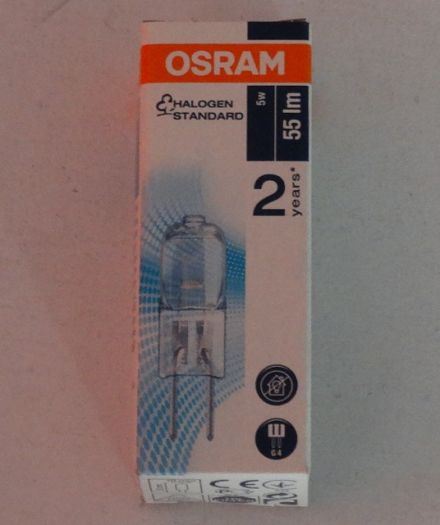 OSRAM
HALOGEN
STANDARD
5w
55 lm
2
years*
G4
CE